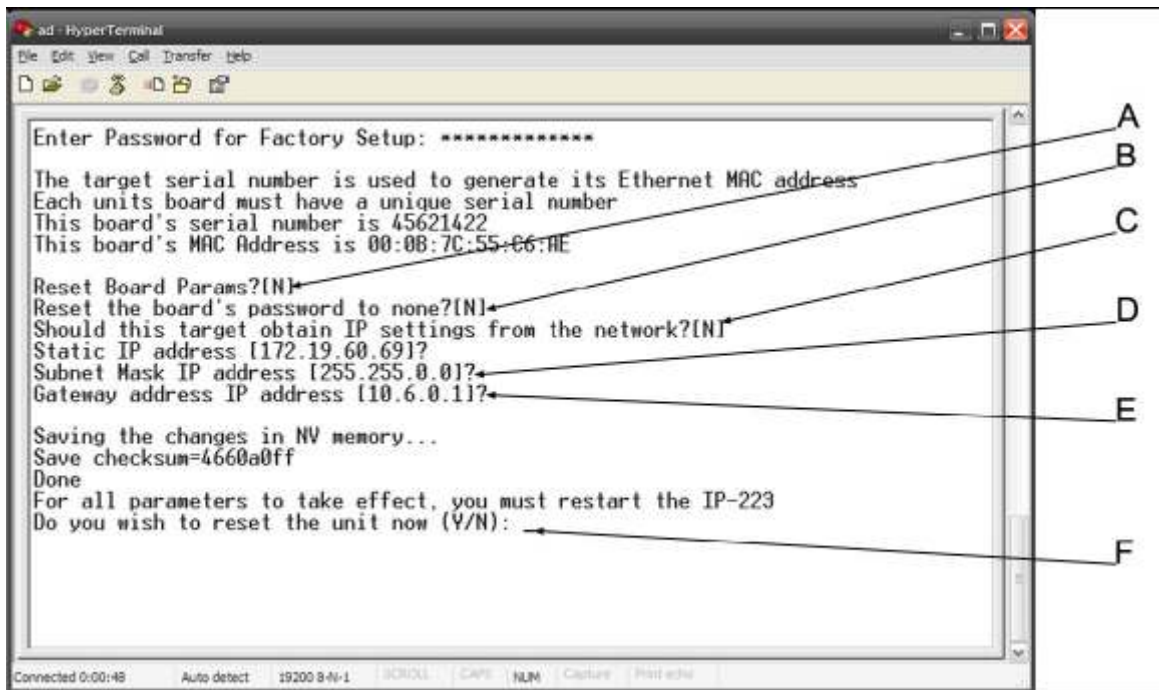 ad - HyperTerminal
File Edit View Call Transfer Help
Enter Password for Factory Setup: *************
The target serial number is used to generate its Ethernet MAC address
Each units board must have a unique serial number
This board's serial number is 45621422
This board's MAC Address is 00:0B:7C:55:C6:AE
Reset Board Params?[N]
Reset the board's password to none?[N]
Should this target obtain IP settings from the network?[N]
Static IP address [172.19.60.69]?
Subnet Mask IP address [255.255.0.0]?
Gateway address IP address [10.6.0.1]?
Saving the changes in NV memory...
Save checksum=4660a0ff
Done
For all parameters to take effect, you must restart the IP-223
Do you wish to reset the unit now (Y/N):
A
B
C
D
E
F
Connected 0:00:48 Auto detect 19200 8-N-1 SCROLL CAPS NUM Capture Print echo